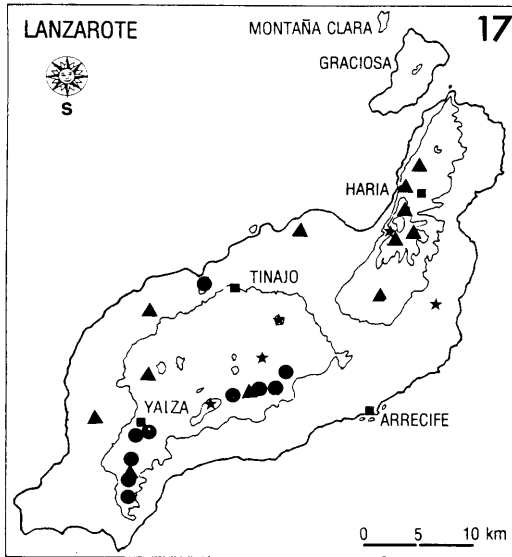 LANZAROTE
MONTAÑA CLARA
17
GRACIOSA
S
HARIA
TINAJO
YAIZA
ARRECIFE
0 5 10 km